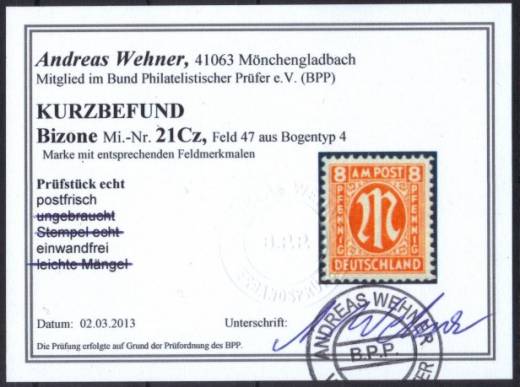 Andreas Wehner, 41063 Mönchengladbach
Mitglied im Bund Philatelistischer Prüfer e.V. (BPP)
KURZBEFUND
Bizone Mi.-Nr. 21Cz, Feld 47 aus Bogentyp 4
Marke mit entsprechenden Feldmerkmalen
Prüfstück echt
postfrisch
ungebraucht
Stempel echt
einwandfrei
leichte Mängel
8 AM POST 8
PFENNIG
PFENNIG
DEUTSCHLAND
Datum: 02.03.2013
Unterschrift:
ANDREAS WEHNER
B.P.P.
Die Prüfung erfolgte auf Grund der Prüfordnung des BPP.